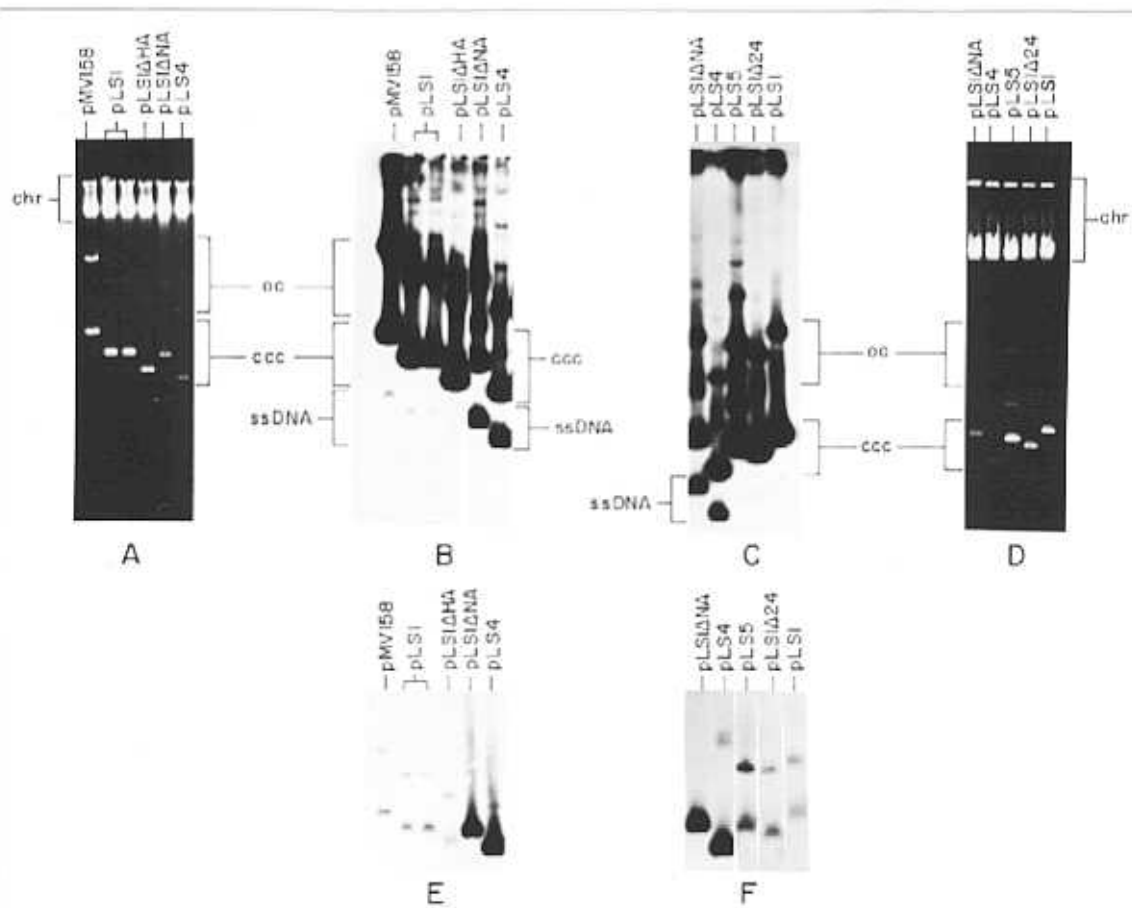 pMV158
pLS1
pLS1ΔHA
pLS1ΔNA
pLS4
pMV158
pLS1
pLS1ΔHA
pLS1ΔNA
pLS4
pLS1ΔNA
pLS4
pLS5
pLS1Δ24
pLS1
pLS1ΔNA
pLS4
pLS5
pLS1Δ24
pLS1
chr
oc
ccc
ssDNA
ccc
ssDNA
ssDNA
oc
ccc
chr
A
B
C
D
pMV158
pLS1
pLS1ΔHA
pLS1ΔNA
pLS4
pLS1ΔNA
pLS4
pLS5
pLS1Δ24
pLS1
E
F